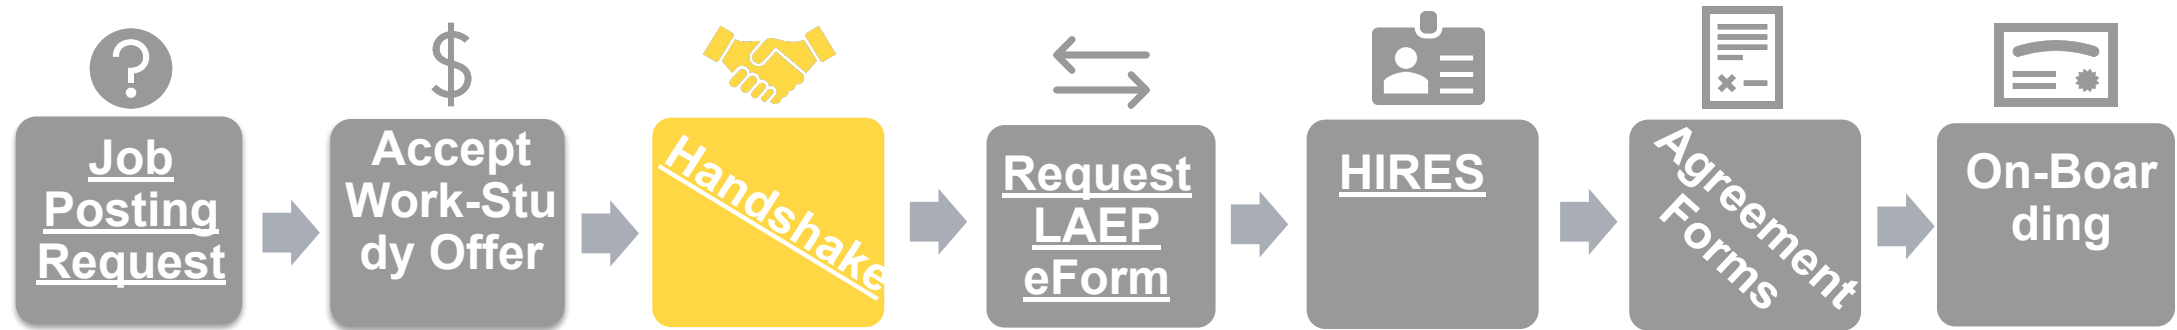 Job
Posting
Request
Accept
Work-Stu
dy Offer
Handshake
Request
LAEP
eForm
HIRES
Agreement
Forms
On-Boar
ding